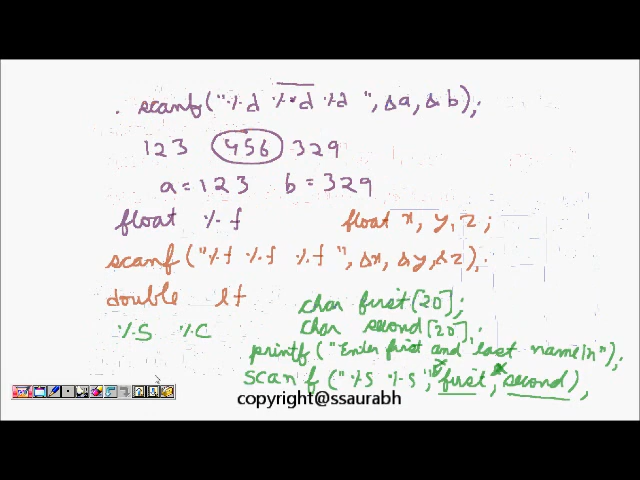 . scanf("%d %*d %d ", &a, &b);
123 456 329
a=123 b=329
float %f float x, y, z;
scanf("%f %f %f ", &x, &y, &z);
double lf char first[20];
%s %c char second[20],
printf("Enter first and last name\n");
scanf("%s %s", first, second),
copyright@ssaurabh